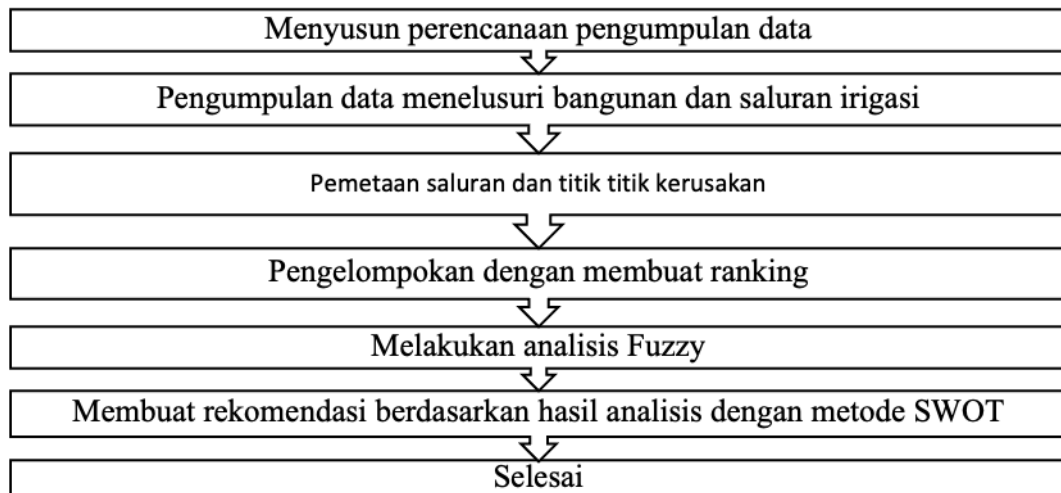 Menyusun perencanaan pengumpulan data
Pengumpulan data menelusuri bangunan dan saluran irigasi
Pemetaan saluran dan titik titik kerusakan
Pengelompokan dengan membuat ranking
Melakukan analisis Fuzzy
Membuat rekomendasi berdasarkan hasil analisis dengan metode SWOT
Selesai